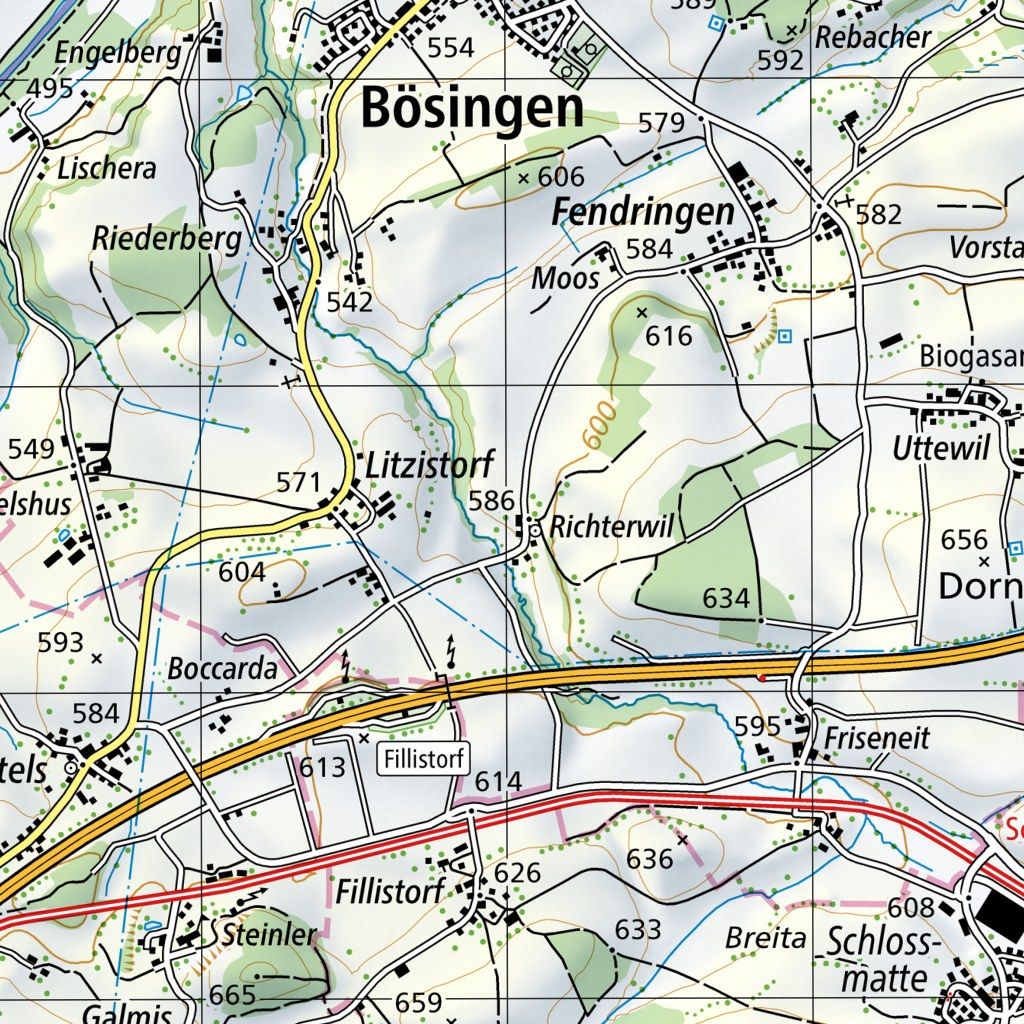 589
Engelberg
554
592
Rebacher
495
Bösingen
579
Lischera
606
Fendringen
582
Riederberg
584
Vorsta
Moos
542
616
Biogasan
600
549
Litzistorf
Uttewil
571
586
elshus
Richterwil
656
604
634
Dorn
593
Boccarda
584
595
Friseneit
tels
613
Fillistorf
614
Sc
636
626
Fillistorf
608
Steinler
633
Breita
Schloss-
matte
665
659
Galmis